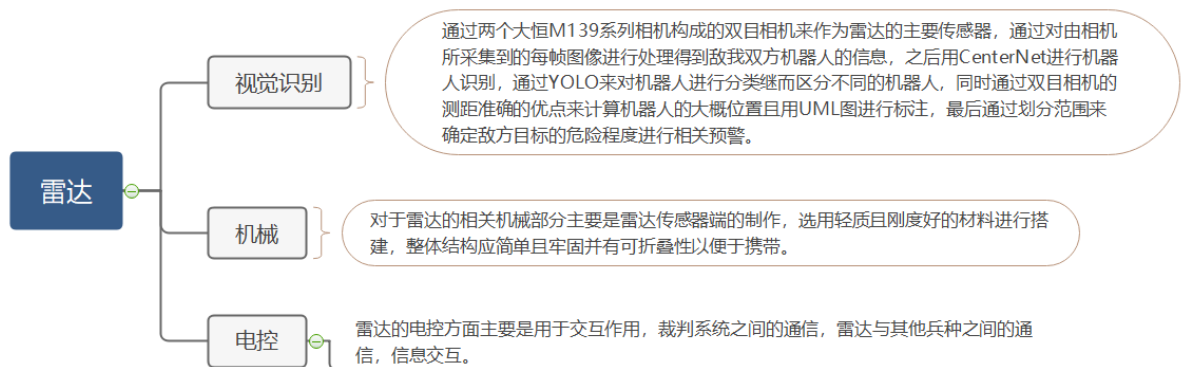 通过两个大恒M139系列相机构成的双目相机来作为雷达的主要传感器，通过对由相机
所采集到的每帧图像进行处理得到敌我双方机器人的信息，之后用CenterNet进行机器
人识别，通过YOLO来对机器人进行分类继而区分不同的机器人，同时通过双目相机的
测距准确的优点来计算机器人的大概位置且用UML图进行标注，最后通过划分范围来
确定敌方目标的危险程度进行相关预警。
视觉识别
雷达
机械
对于雷达的相关机械部分主要是雷达传感器端的制作，选用轻质且刚度好的材料进行搭
建，整体结构应简单且牢固并有可折叠性以便于携带。
电控
雷达的电控方面主要是用于交互作用，裁判系统之间的通信，雷达与其他兵种之间的通
信，信息交互。